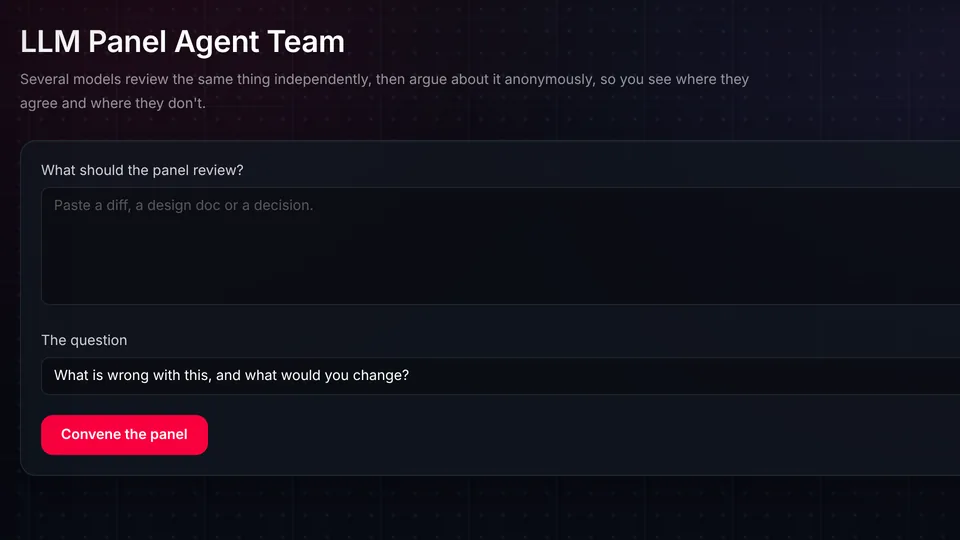 LLM Panel Agent Team
Several models review the same thing independently, then argue about it anonymously, so you see where they
agree and where they don't.
What should the panel review?
Paste a diff, a design doc or a decision.
The question
What is wrong with this, and what would you change?
Convene the panel